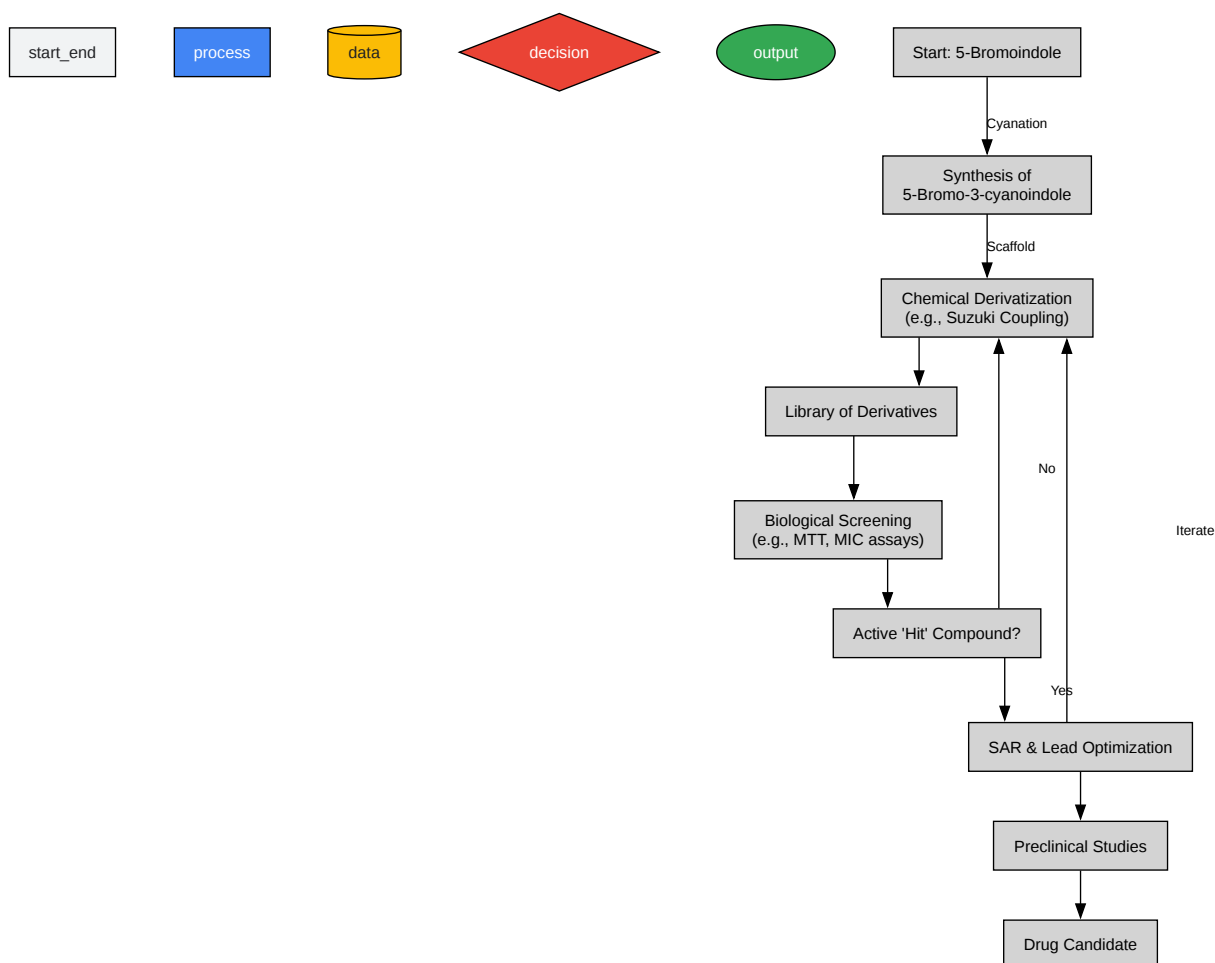 start_end
process
data
decision
output
Start: 5-Bromoindole
Cyanation
Synthesis of
5-Bromo-3-cyanoindole
Scaffold
Chemical Derivatization
(e.g., Suzuki Coupling)
Library of Derivatives
No
Biological Screening
(e.g., MTT, MIC assays)
Iterate
Active 'Hit' Compound?
Yes
SAR & Lead Optimization
Preclinical Studies
Drug Candidate